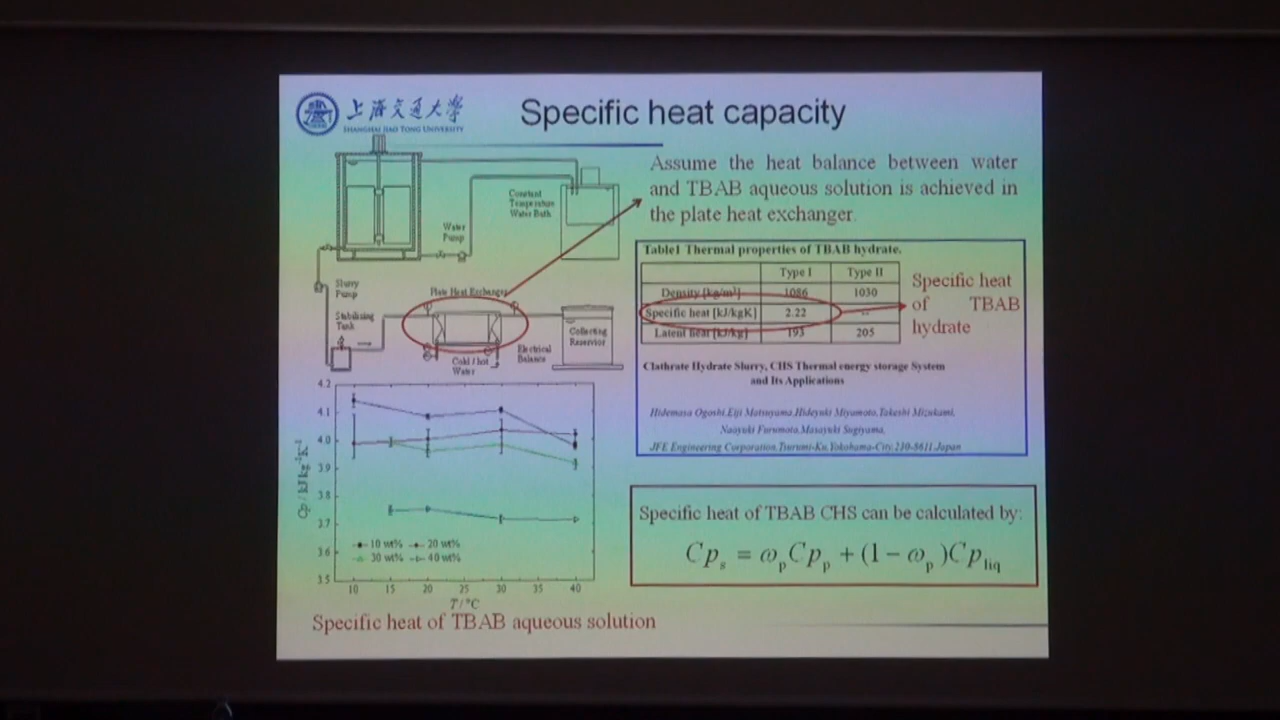 上海交通大学
SHANGHAI JIAO TONG UNIVERSITY
Specific heat capacity
Assume the heat balance between water
and TBAB aqueous solution is achieved in
the plate heat exchanger.
Constant
Temperature
Water Bath
Water
Pump
Slurry
Pump
Plate Heat Exchanger
Stabilizing
Tank
Collecting
Reservoir
Electrical
Balance
Cold / hot
Water
Table1 Thermal properties of TBAB hydrate.
Type I Type II
Density [kg/m³] 1086 1030
Specific heat [kJ/kgK] 2.22 --
Latent heat [kJ/kg] 193 205
Specific heat
of TBAB
hydrate
Clathrate Hydrate Slurry, CHS Thermal energy storage System
and Its Applications
Hidemasa Ogoshi,Eiji Matsuyama,Hideyuki Miyamoto,Takeshi Mizukami,
Naoyuki Furumoto,Masayuki Sugiyama,
JFE Engineering Corporation,Tsurumi-Ku,Yokohama-City,230-8611,Japan
4.2
4.1
4.0
3.9
3.8
3.7
3.6
3.5
Cp / kJ kg⁻¹K⁻¹
10 wt% 20 wt%
30 wt% 40 wt%
10 15 20 25 30 35 40
T / °C
Specific heat of TBAB aqueous solution
Specific heat of TBAB CHS can be calculated by:
Cpₛ = ωₚCpₚ + (1 − ωₚ)Cp_liq